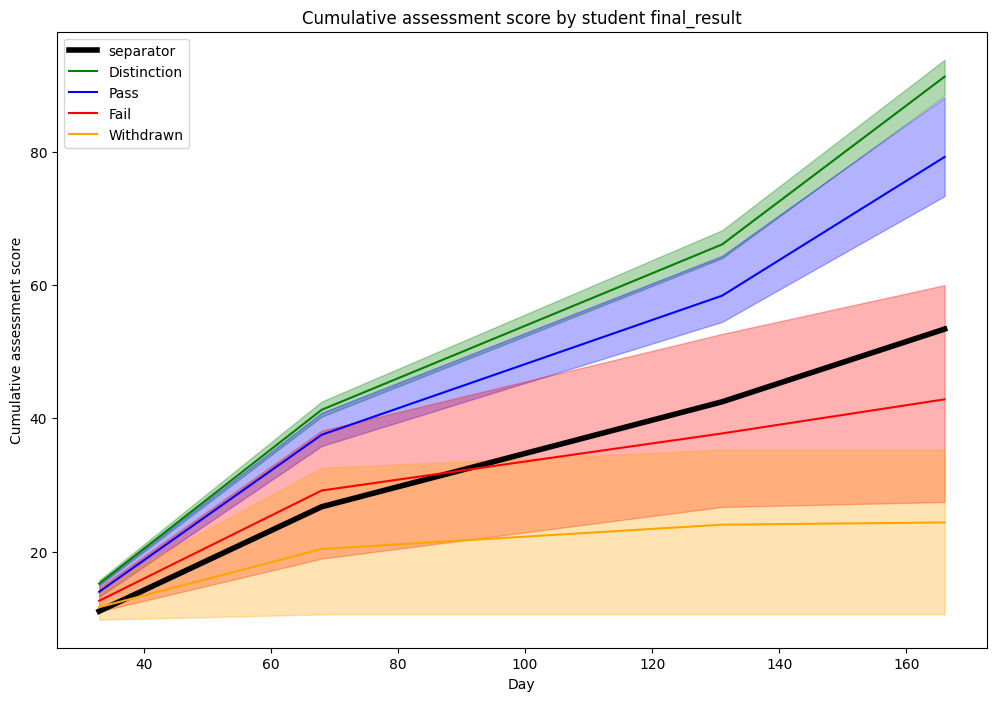 Cumulative assessment score by student final_result
separator
Distinction
Pass
Fail
Withdrawn
Cumulative assessment score
80
60
40
20
40 60 80 100 120 140 160
Day